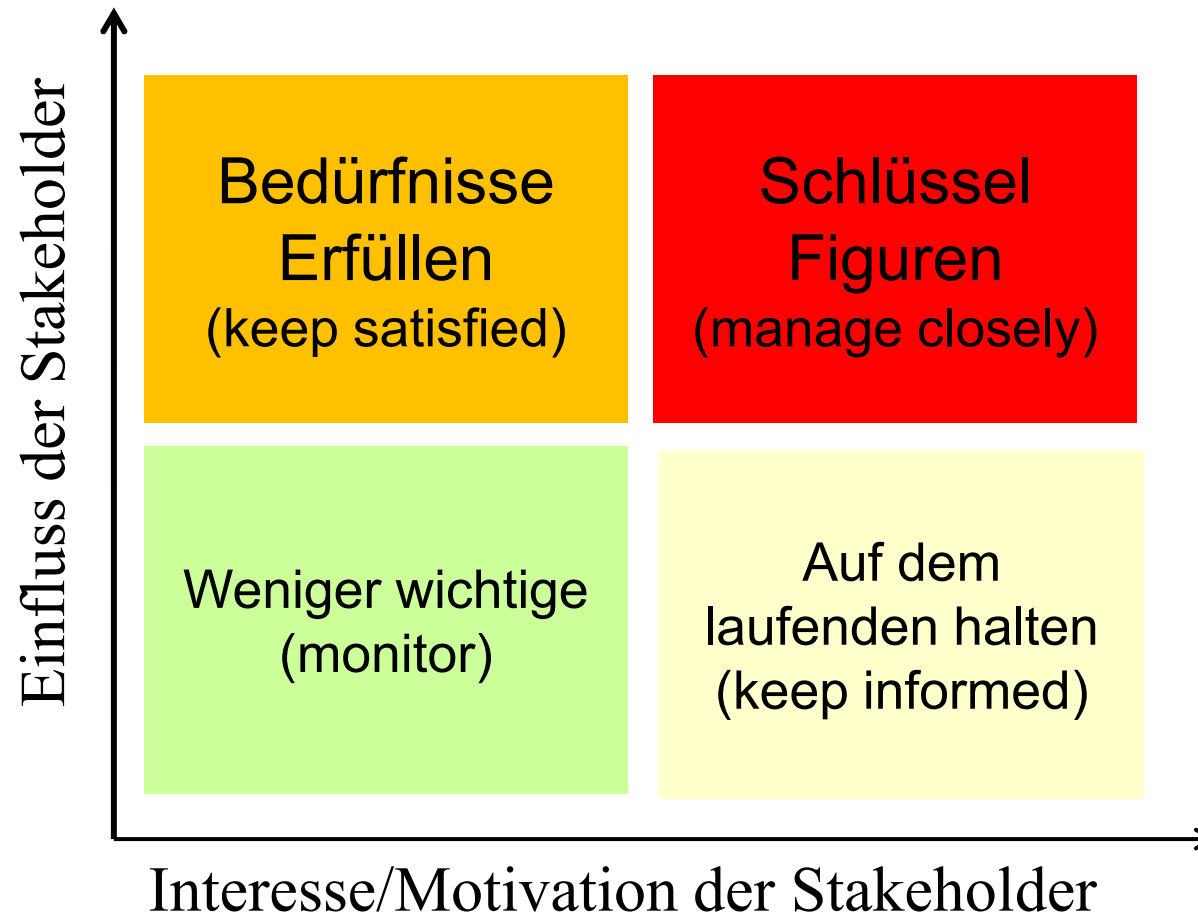 Einfluss der Stakeholder
Bedürfnisse
Erfüllen
(keep satisfied)
Schlüssel
Figuren
(manage closely)
Weniger wichtige
(monitor)
Auf dem
laufenden halten
(keep informed)
Interesse/Motivation der Stakeholder